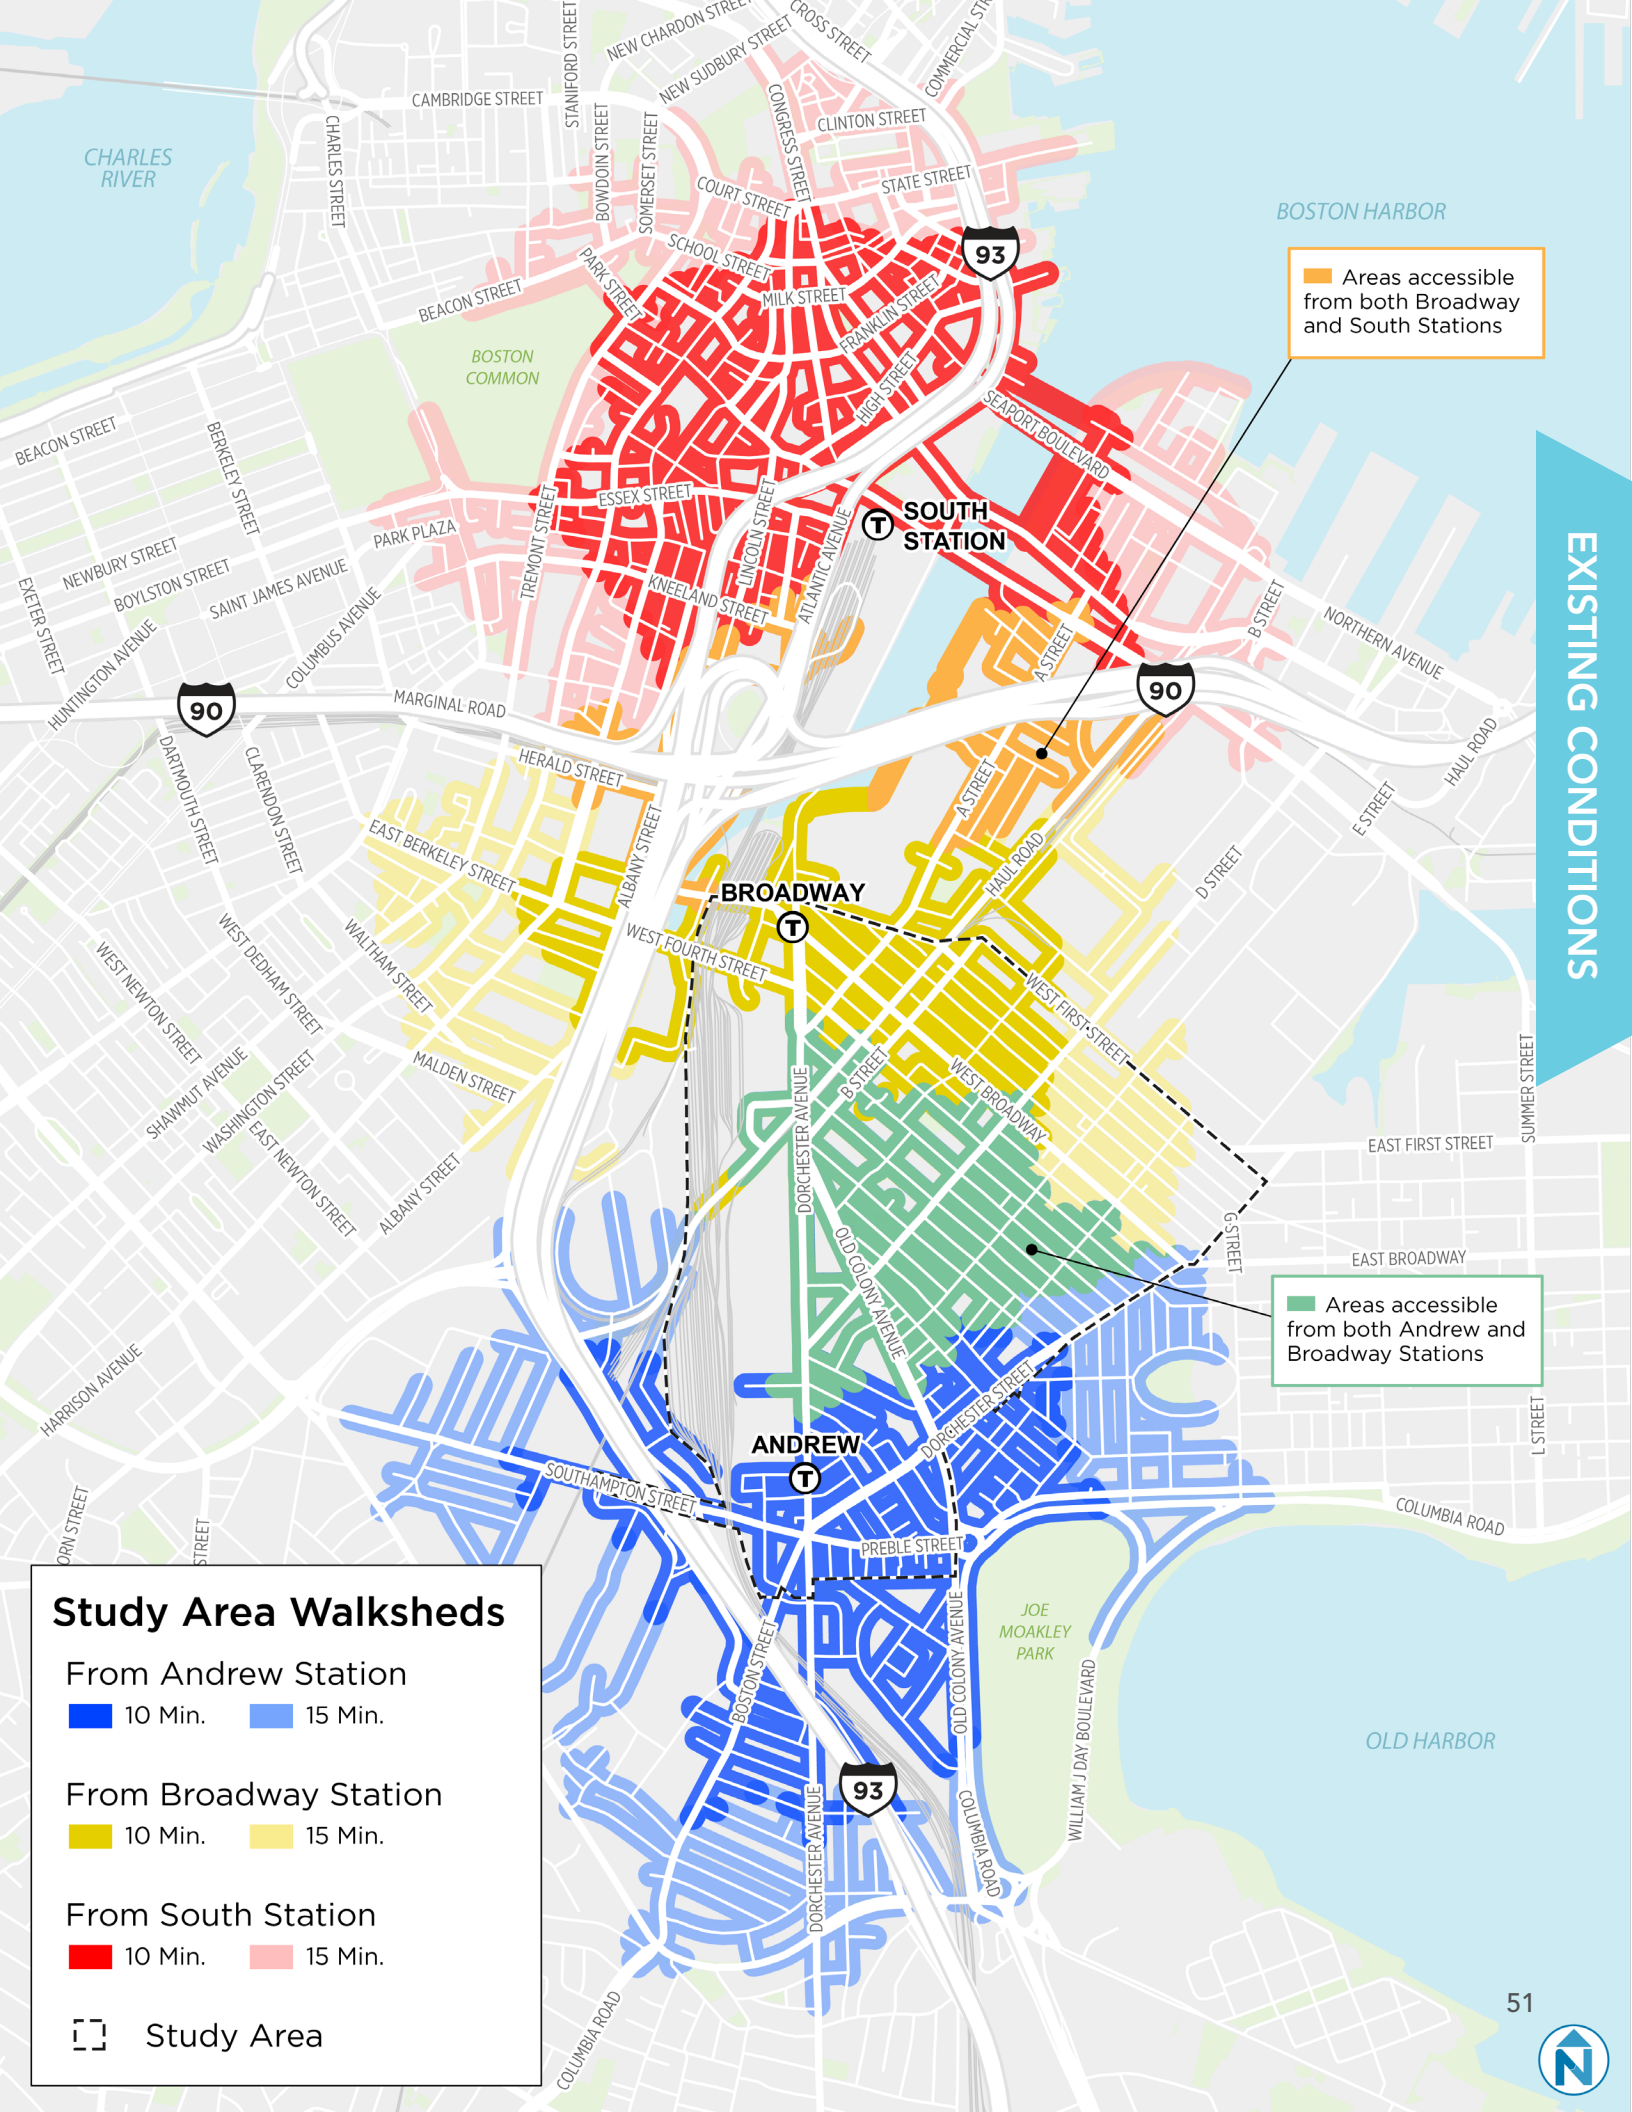 CROSS STREET
COMMERCIAL STR
NEW CHARDON STREET
NEW SUDBURY STREET
STANIFORD STREET
CAMBRIDGE STREET
CONGRESS STREET
CLINTON STREET
CHARLES STREET
BOWDOIN STREET
SOMERSET STREET
CHARLES
RIVER
COURT STREET
STATE STREET
BOSTON HARBOR
SCHOOL STREET
PARK STREET
93
BEACON STREET
MILK STREET
FRANKLIN STREET
Areas accessible
from both Broadway
and South Stations
BOSTON
COMMON
HIGH STREET
SEAPORT BOULEVARD
BEACON STREET
BERKELEY STREET
ESSEX STREET
LINCOLN STREET
ATLANTIC AVENUE
SOUTH
STATION
TREMONT STREET
PARK PLAZA
NEWBURY STREET
BOYLSTON STREET
SAINT JAMES AVENUE
EXETER STREET
COLUMBUS AVENUE
HUNTINGTON AVENUE
KNEELAND STREET
A STREET
B STREET
NORTHERN AVENUE
EXISTING CONDITIONS
90
90
MARGINAL ROAD
HERALD STREET
DARTMOUTH STREET
CLARENDON STREET
HAUL ROAD
A STREET
E STREET
EAST BERKELEY STREET
ALBANY STREET
HAUL ROAD
D STREET
BROADWAY
WEST FOURTH STREET
WALTHAM STREET
WEST DEDHAM STREET
WEST NEWTON STREET
WEST FIRST STREET
MALDEN STREET
B STREET
WEST BROADWAY
DORCHESTER AVENUE
SHAWMUT AVENUE
WASHINGTON STREET
EAST NEWTON STREET
ALBANY STREET
SUMMER STREET
EAST FIRST STREET
G STREET
EAST BROADWAY
OLD COLONY AVENUE
Areas accessible
from both Andrew and
Broadway Stations
HARRISON AVENUE
DORCHESTER STREET
L STREET
ANDREW
SOUTHAMPTON STREET
PREBLE STREET
COLUMBIA ROAD
ORN STREET
STREET
JOE
MOAKLEY
PARK
BOSTON STREET
OLD COLONY AVENUE
WILLIAM J DAY BOULEVARD
OLD HARBOR
93
DORCHESTER AVENUE
COLUMBIA ROAD
COLUMBIA ROAD
Study Area Walksheds
From Andrew Station
10 Min. 15 Min.
From Broadway Station
10 Min. 15 Min.
From South Station
10 Min. 15 Min.
Study Area
51
N